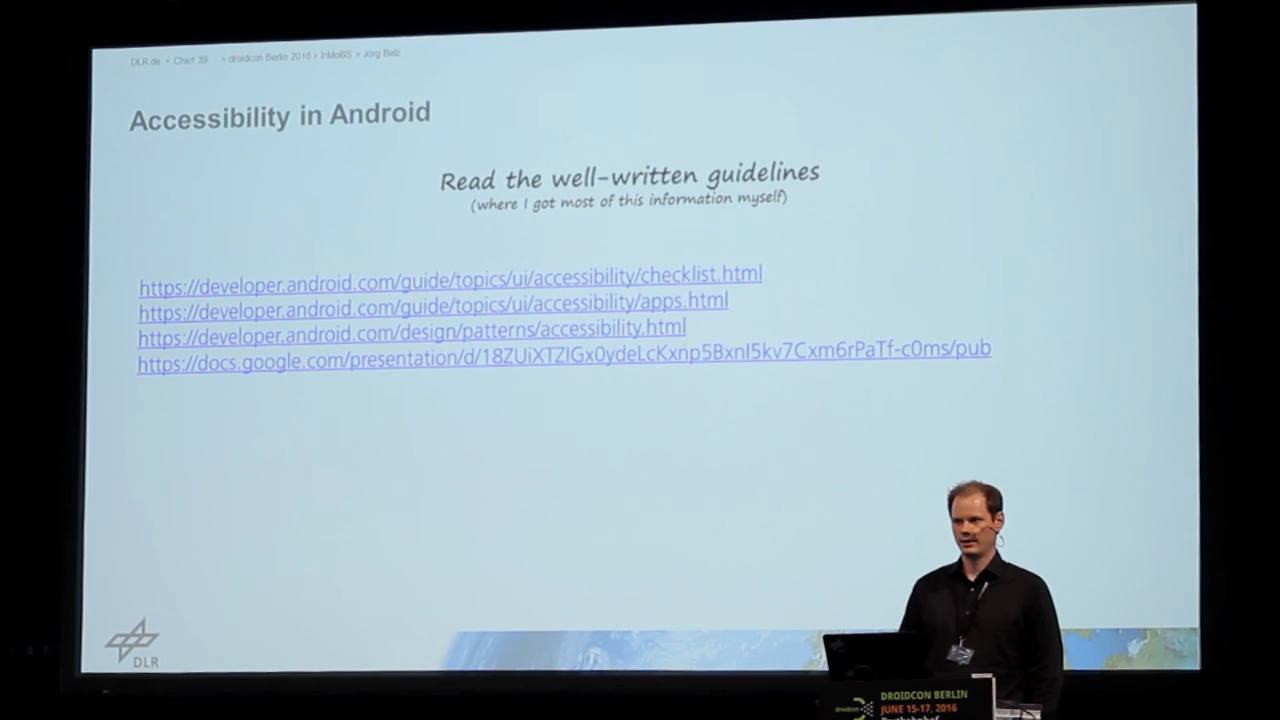 DLR.de • Chart 39 > droidcon Berlin 2016 > InMoBS > Jörg Belz
Accessibility in Android
Read the well-written guidelines
(where I got most of this information myself)
https://developer.android.com/guide/topics/ui/accessibility/checklist.html
https://developer.android.com/guide/topics/ui/accessibility/apps.html
https://developer.android.com/design/patterns/accessibility.html
https://docs.google.com/presentation/d/18ZUiXTZIGx0ydeLcKxnp5BxnI5kv7Cxm6rPaTf-c0ms/pub
DLR
droidcon
DROIDCON BERLIN
JUNE 15-17, 2016